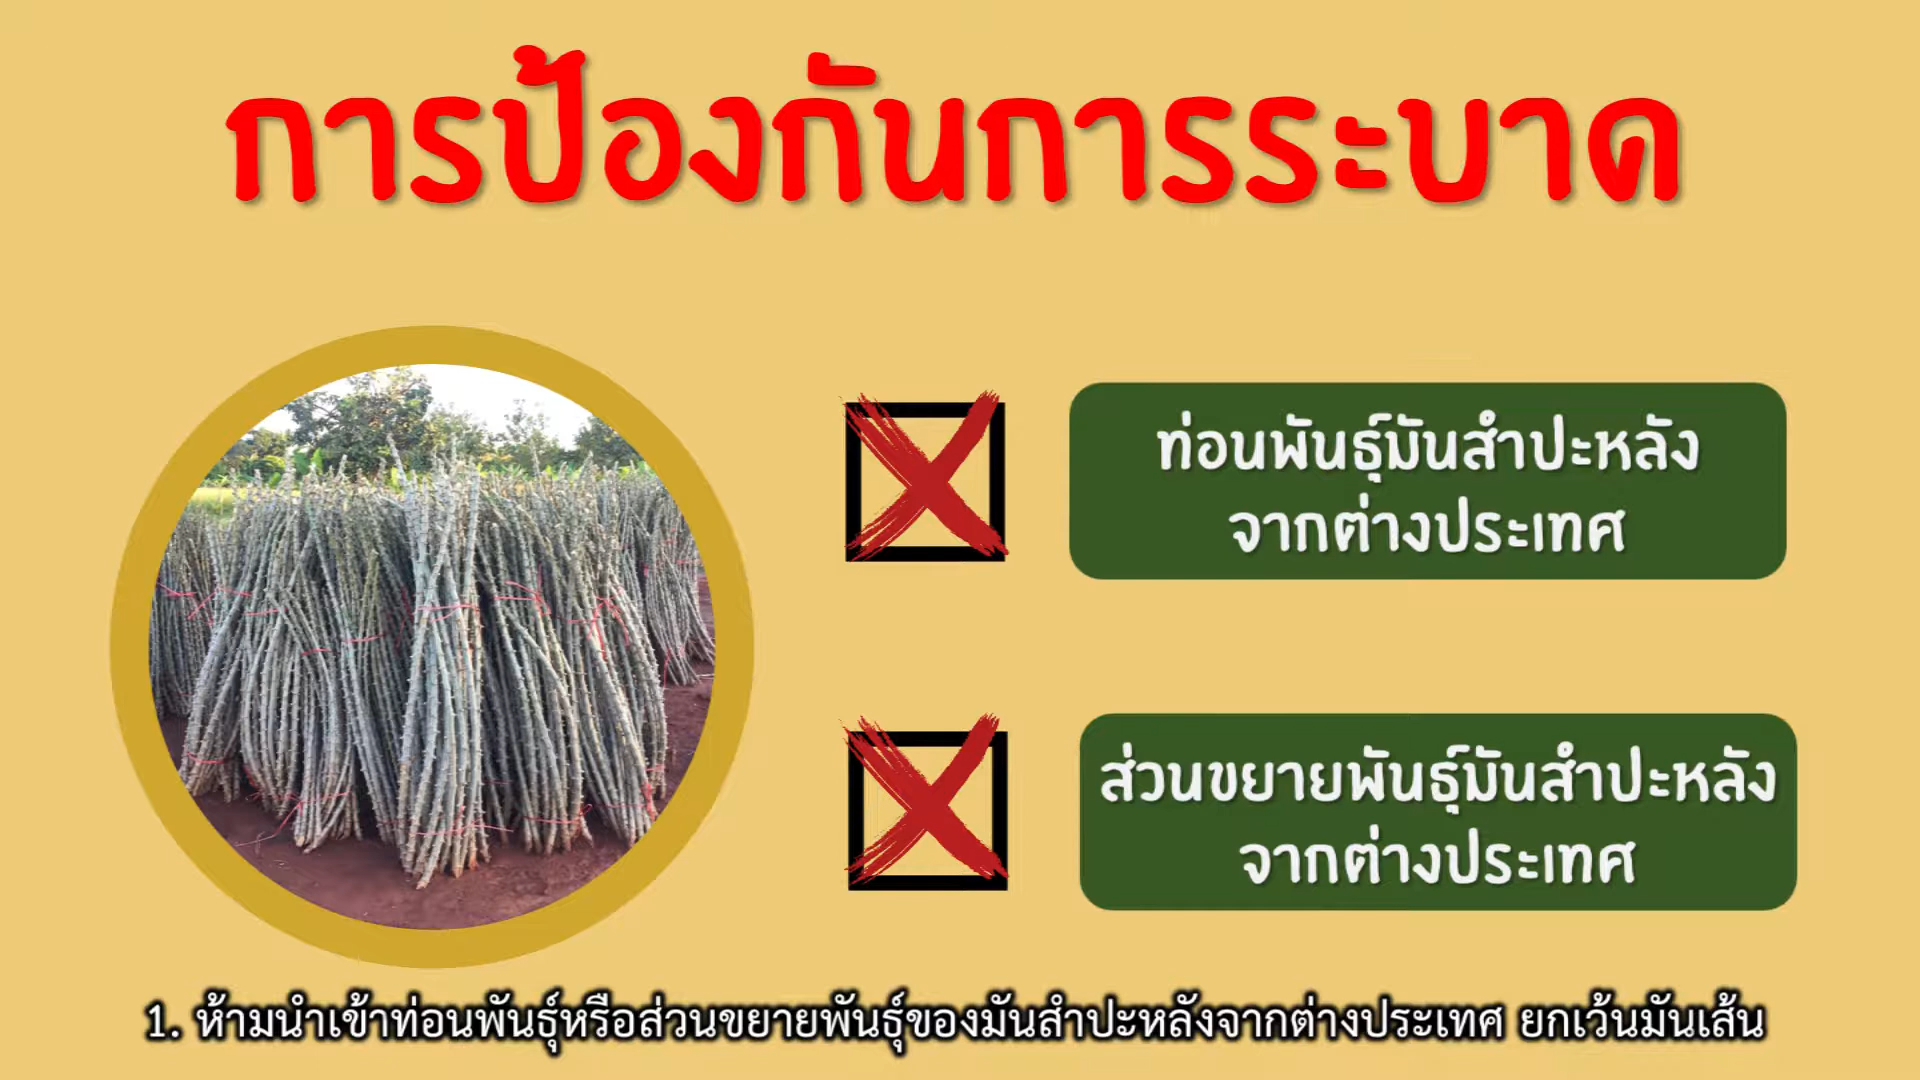 การป้องกันการระบาด
ท่อนพันธุ์มันสำปะหลัง
จากต่างประเทศ
ส่วนขยายพันธุ์มันสำปะหลัง
จากต่างประเทศ
1. ห้ามนำเข้าท่อนพันธุ์หรือส่วนขยายพันธุ์ของมันสำปะหลังจากต่างประเทศ ยกเว้นมันเส้น